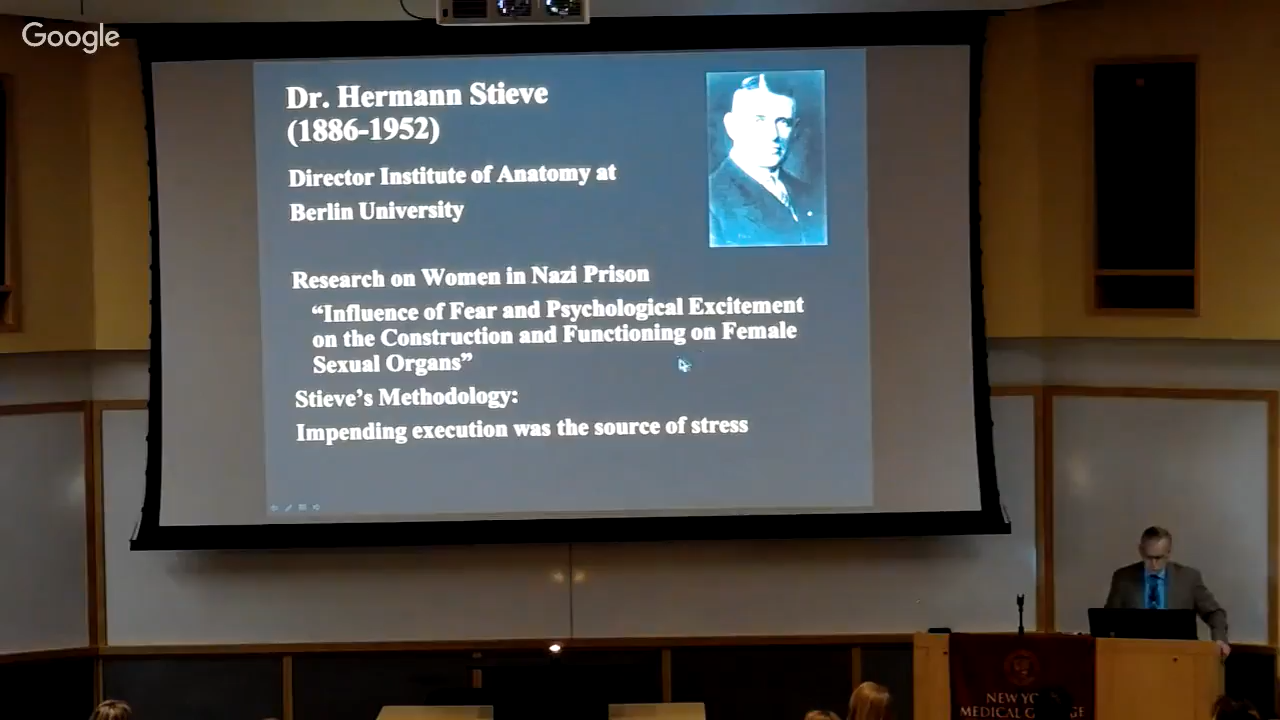 Google
Dr. Hermann Stieve
(1886-1952)
Director Institute of Anatomy at
Berlin University
Research on Women in Nazi Prison
“Influence of Fear and Psychological Excitement
on the Construction and Functioning on Female
Sexual Organs”
Stieve’s Methodology:
Impending execution was the source of stress
NEW
MEDICAL